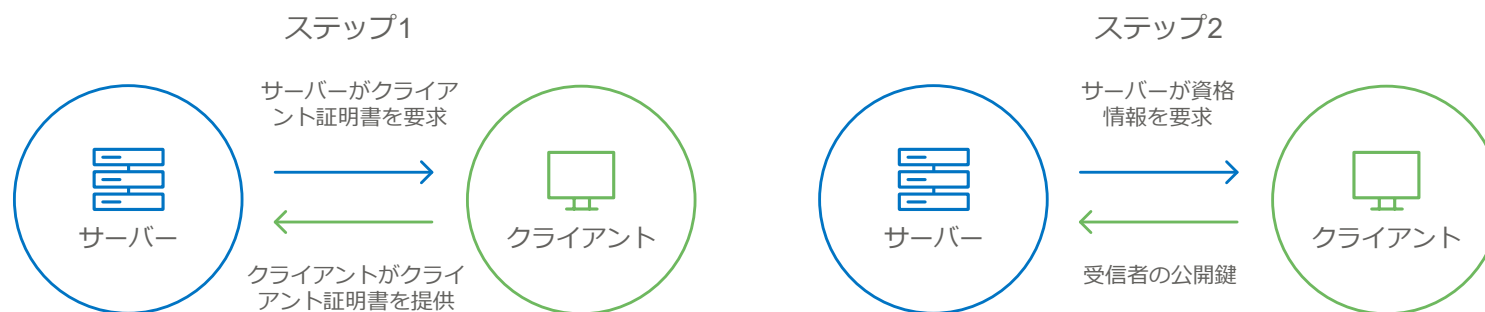 ステップ1
サーバーがクライア
ント証明書を要求
サーバー
クライアント
クライアントがクライ
アント証明書を提供
ステップ2
サーバーが資格
情報を要求
サーバー
クライアント
受信者の公開鍵